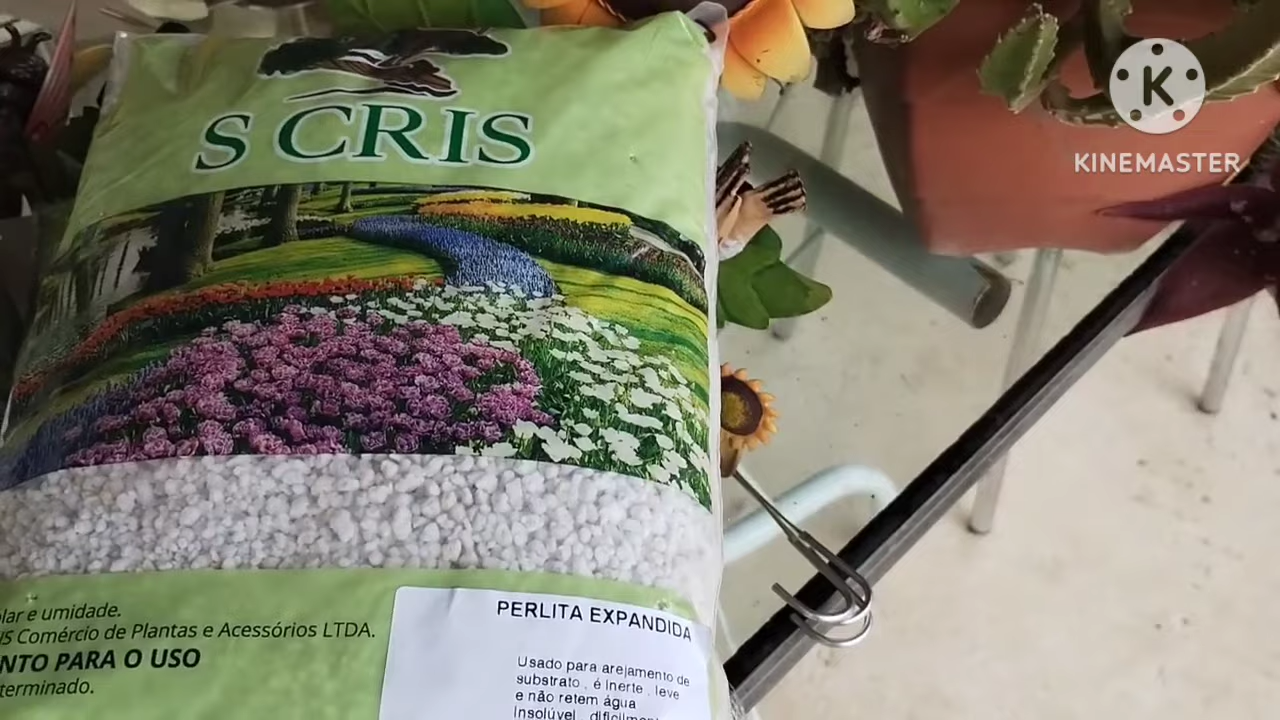 S CRIS
K
KINEMASTER
lar e umidade.
IS Comércio de Plantas e Acessórios LTDA.
NTO PARA O USO
terminado.
PERLITA EXPANDIDA
Usado para arejamento de
substrato , é inerte , leve
e não retem água
Insolúvel